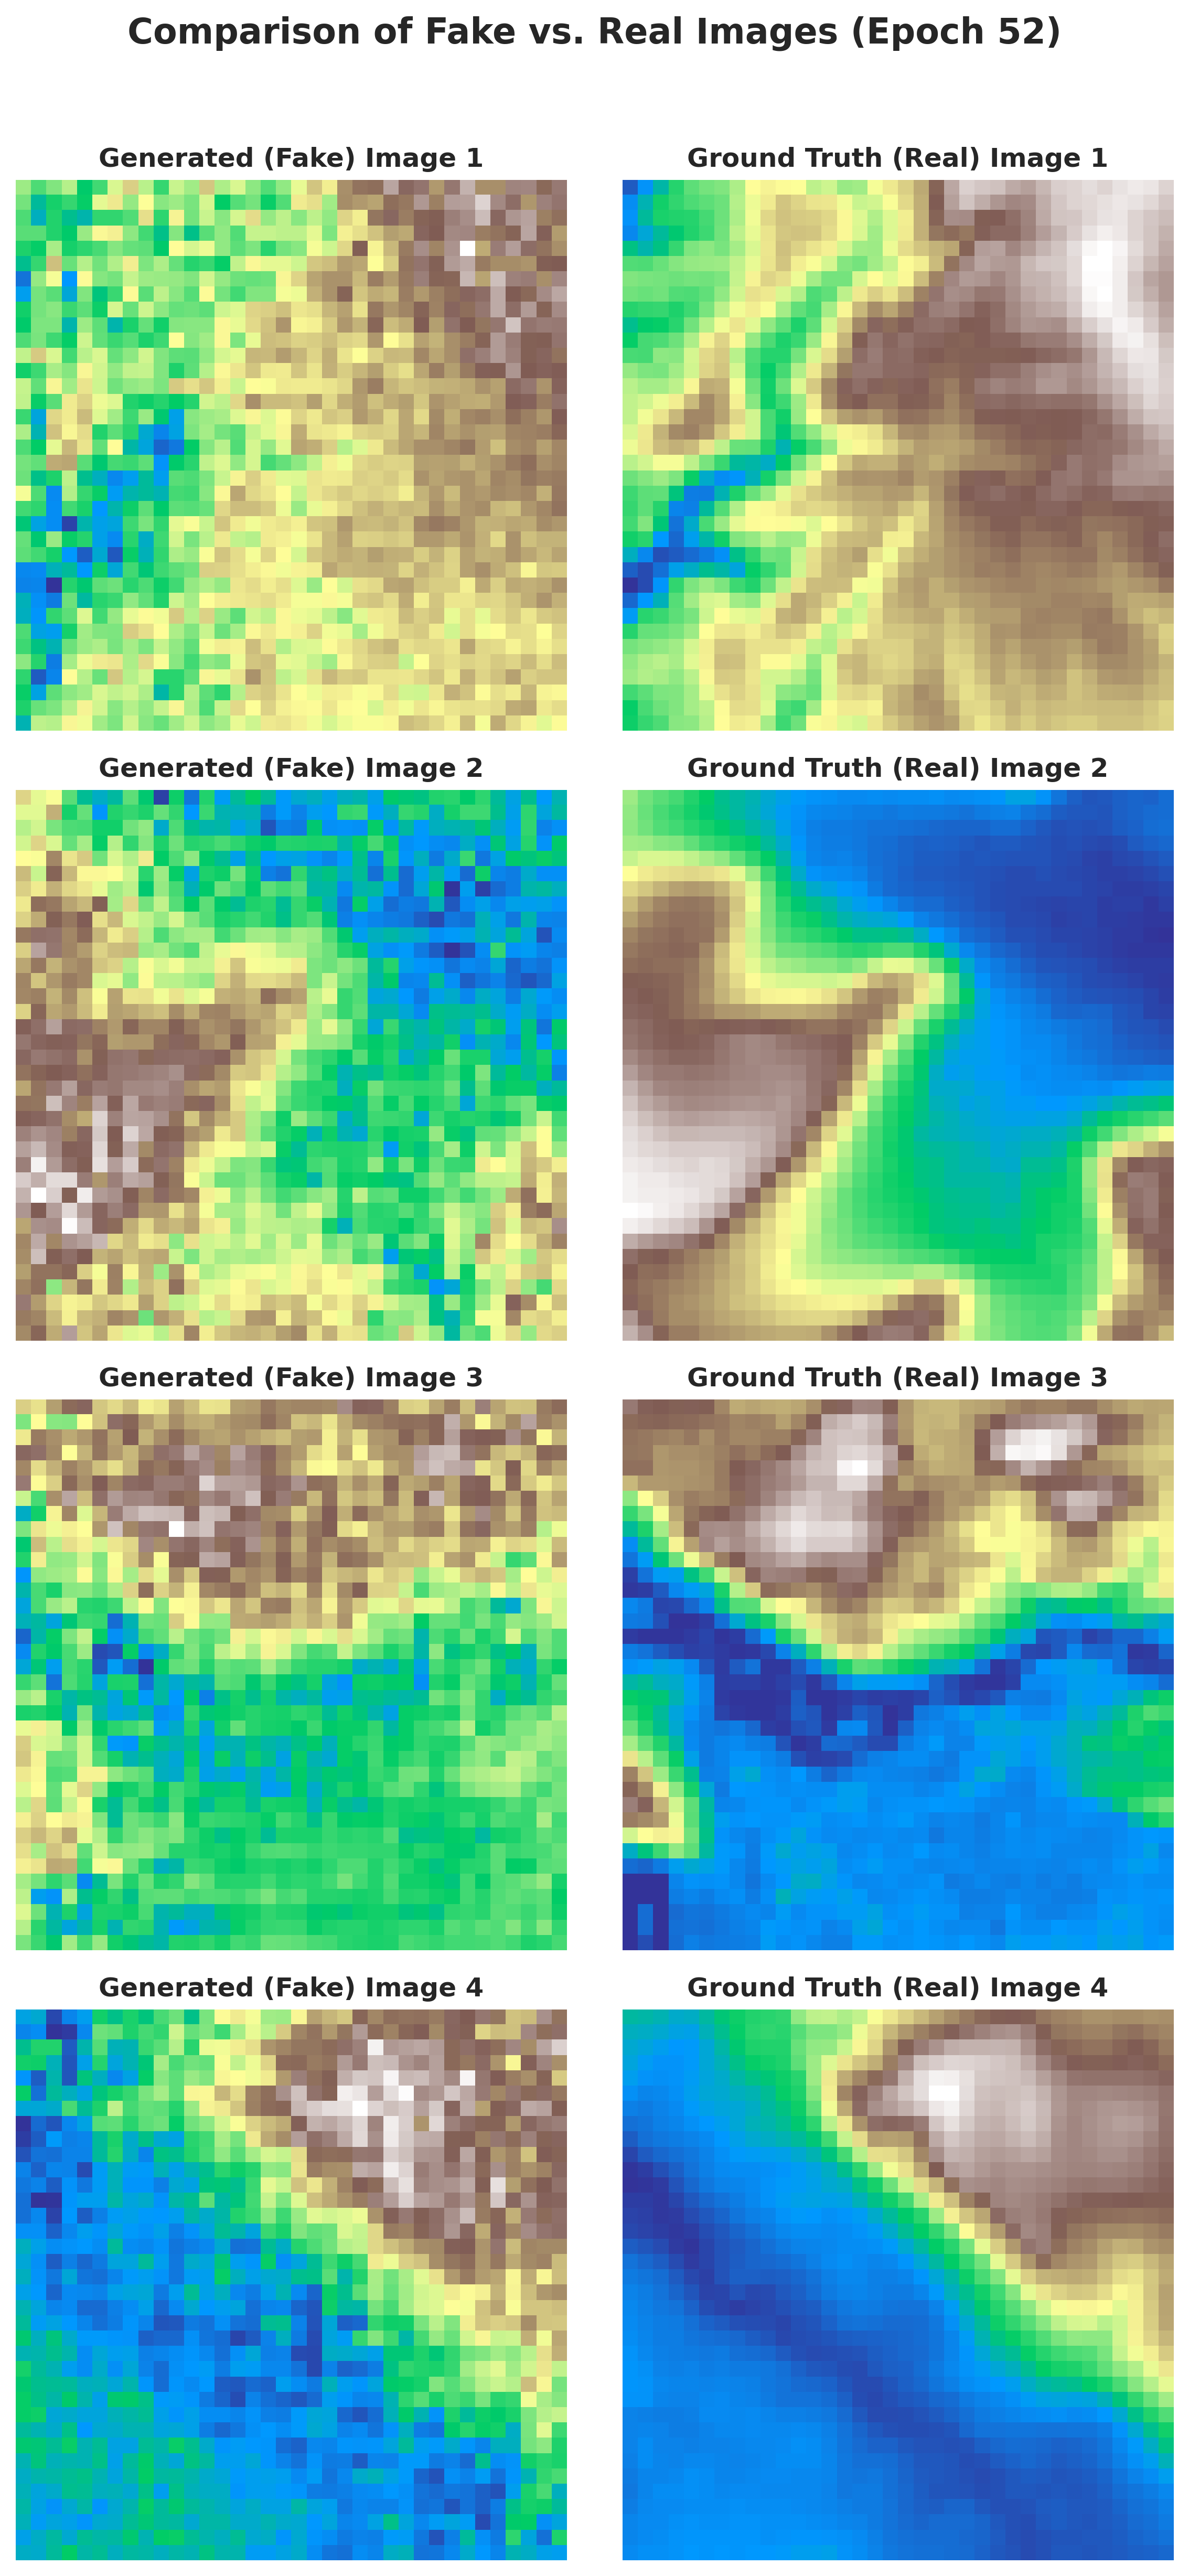 Comparison of Fake vs. Real Images (Epoch 52)
Generated (Fake) Image 1
Ground Truth (Real) Image 1
Generated (Fake) Image 2
Ground Truth (Real) Image 2
Generated (Fake) Image 3
Ground Truth (Real) Image 3
Generated (Fake) Image 4
Ground Truth (Real) Image 4